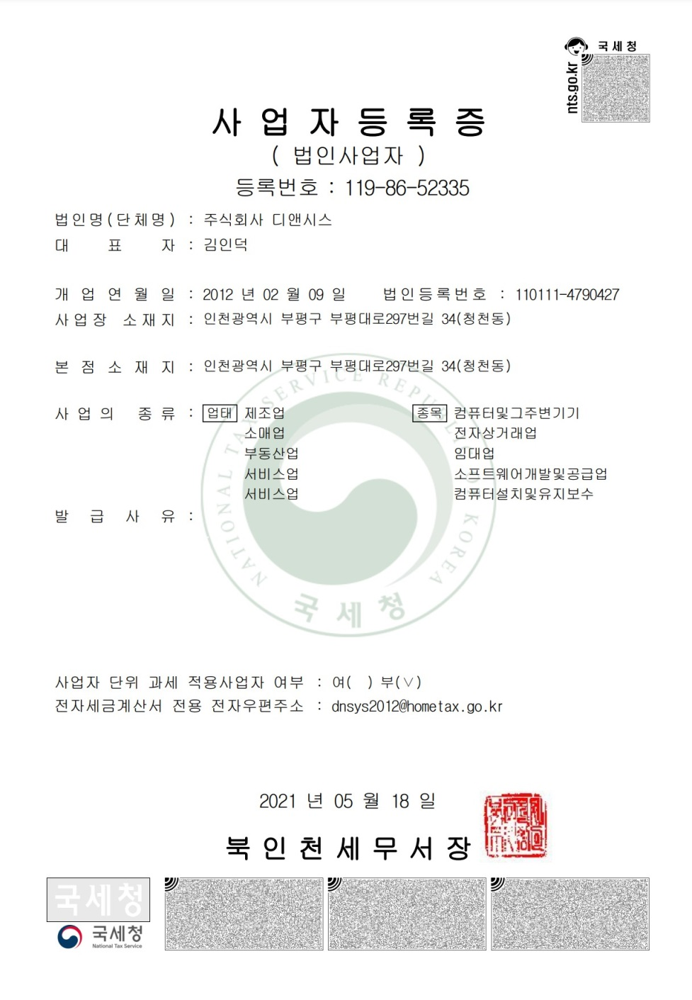 국세청
nts.go.kr
사업자등록증
( 법인사업자 )
등록번호 : 119-86-52335
법인명(단체명) : 주식회사 디앤시스
대 표 자 : 김인덕
개 업 연 월 일 : 2012 년 02 월 09 일 법인등록번호 : 110111-4790427
사업장 소재지 : 인천광역시 부평구 부평대로297번길 34(청천동)
본 점 소 재 지 : 인천광역시 부평구 부평대로297번길 34(청천동)
사업의 종류 : 업태 제조업 종목 컴퓨터및그주변기기
소매업 전자상거래업
부동산업 임대업
서비스업 소프트웨어개발및공급업
서비스업 컴퓨터설치및유지보수
발 급 사 유 :
NATIONAL TAX SERVICE REPUBLIC OF KOREA
국세청
사업자 단위 과세 적용사업자 여부 : 여( ) 부(∨)
전자세금계산서 전용 전자우편주소 : dnsys2012@hometax.go.kr
2021 년 05 월 18 일
북인천세무서장
국세청
국세청
National Tax Service